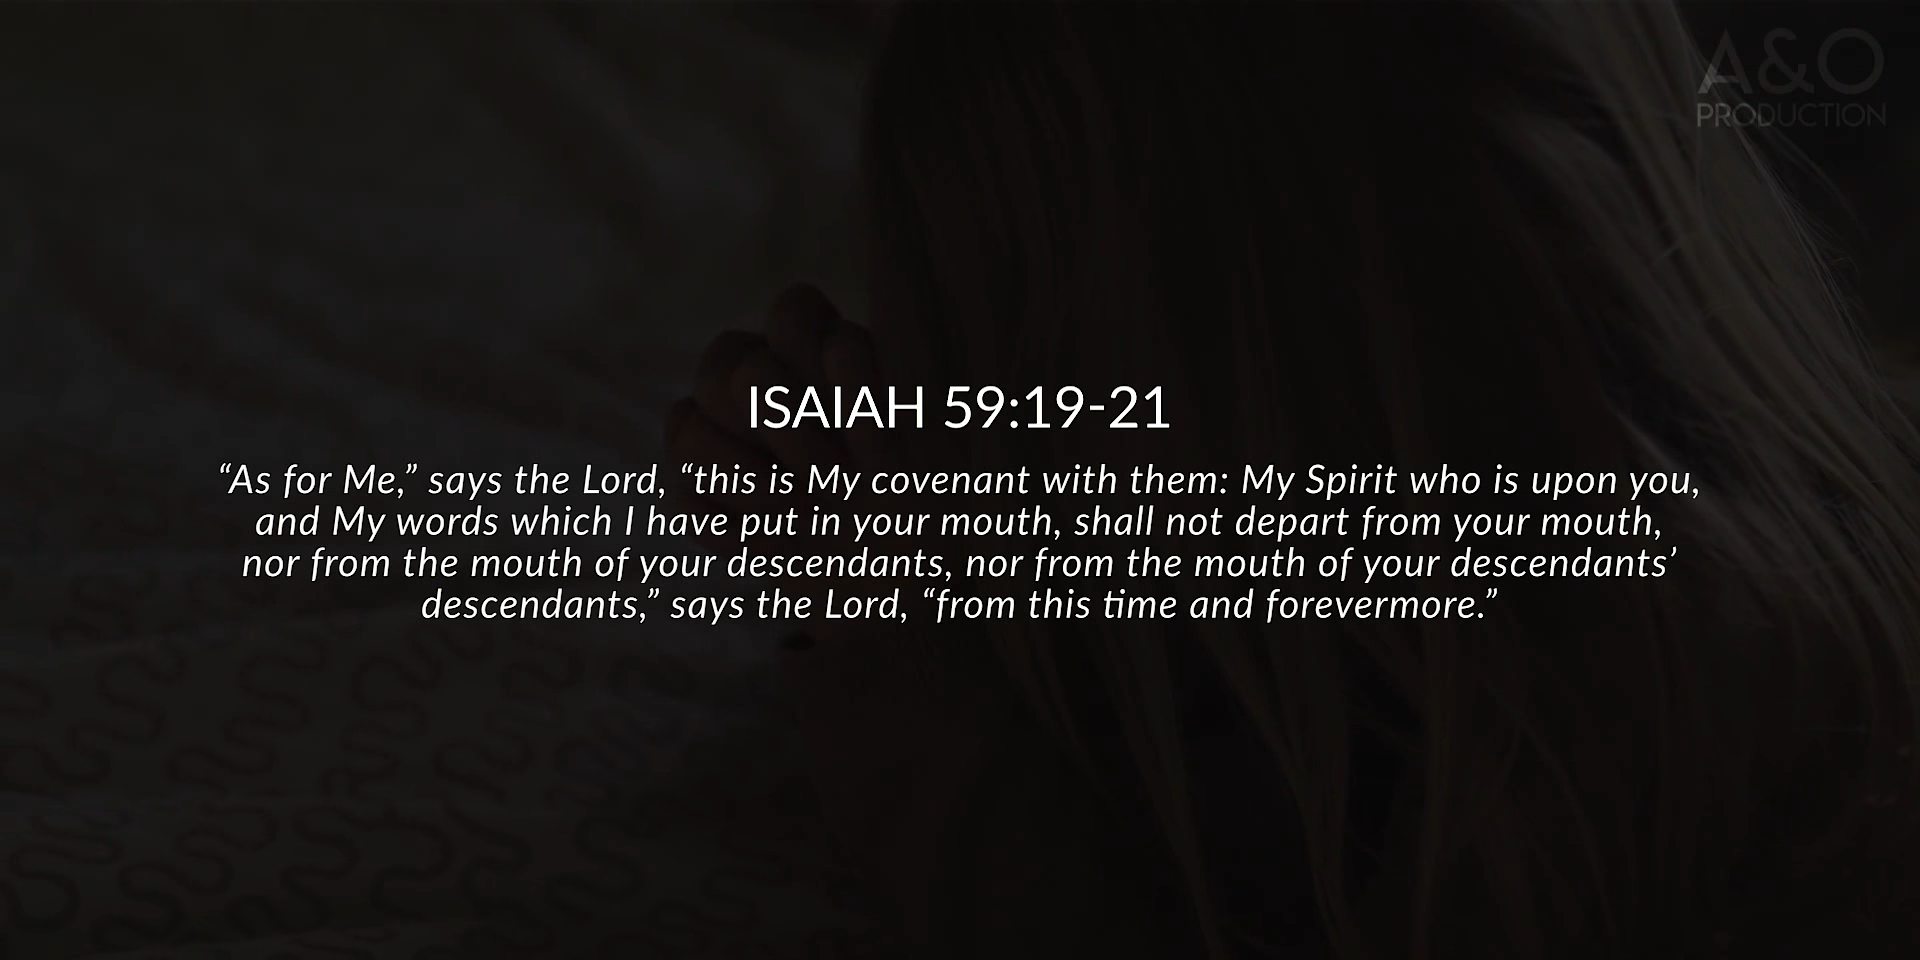 A&O
PRODUCTION
ISAIAH 59:19-21
“As for Me,” says the Lord, “this is My covenant with them: My Spirit who is upon you,
and My words which I have put in your mouth, shall not depart from your mouth,
nor from the mouth of your descendants, nor from the mouth of your descendants’
descendants,” says the Lord, “from this time and forevermore.”